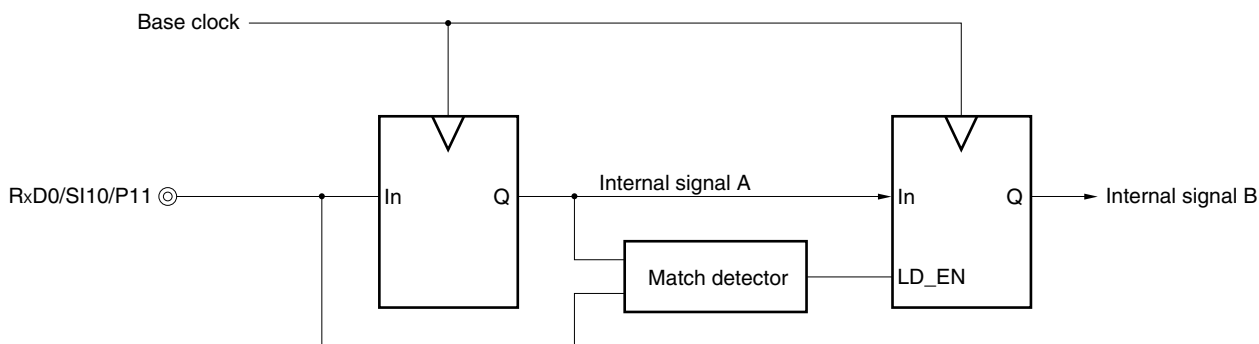 Base clock
RxD0/SI10/P11
In
Q
Internal signal A
In
Q
Internal signal B
Match detector
LD_EN